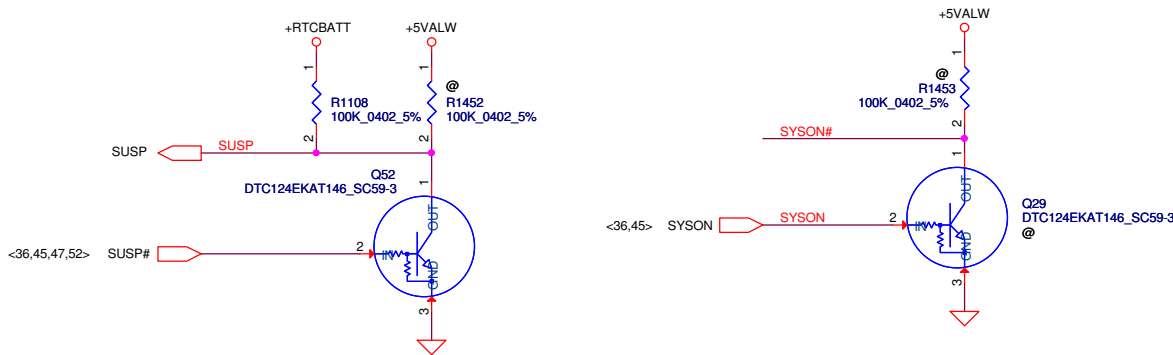 +RTCBATT
+5VALW
1
1
@
R1108
100K_0402_5%
R1452
100K_0402_5%
2
2
SUSP
SUSP
1
Q52
DTC124EKAT146_SC59-3
OUT
<36,45,47,52>
SUSP#
2
IN
GND
3
+5VALW
1
@
R1453
100K_0402_5%
2
SYSON#
1
OUT
Q29
DTC124EKAT146_SC59-3
@
<36,45>
SYSON
SYSON
2
IN
GND
3